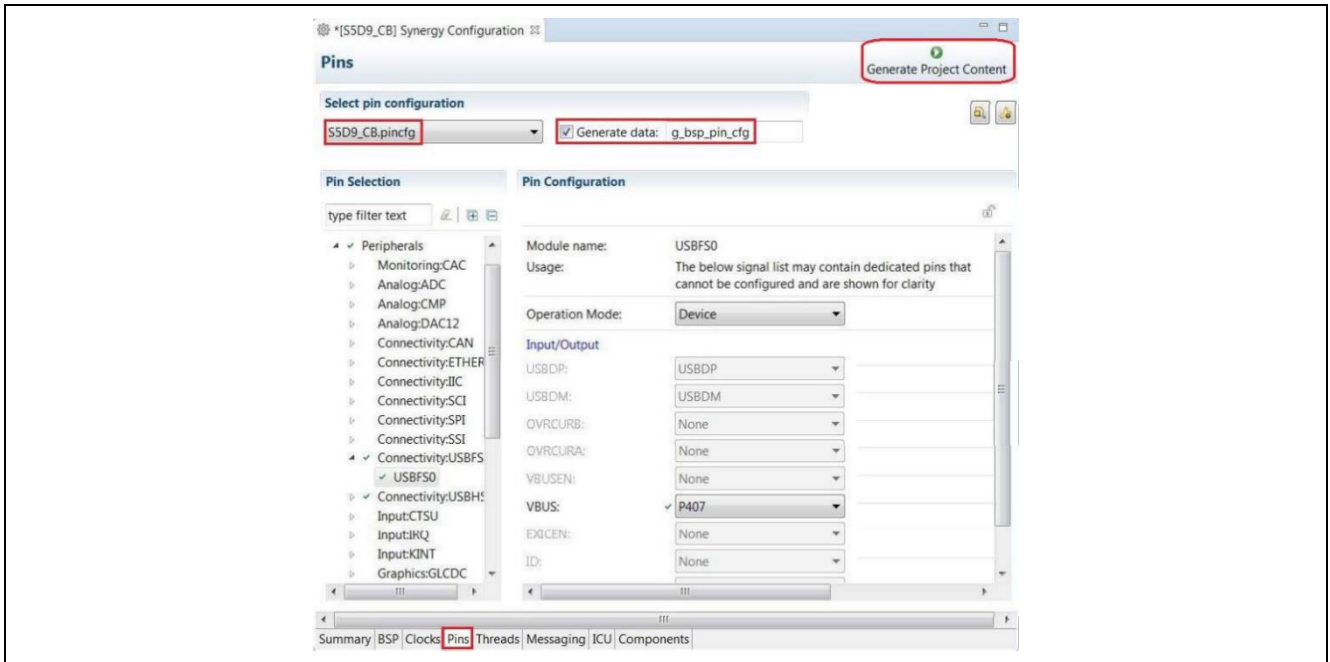 *[S5D9_CB] Synergy Configuration
Pins
Generate Project Content
Select pin configuration
S5D9_CB.pincfg
Generate data: g_bsp_pin_cfg
Pin Selection
Pin Configuration
type filter text
Peripherals
Monitoring:CAC
Analog:ADC
Analog:CMP
Analog:DAC12
Connectivity:CAN
Connectivity:ETHER
Connectivity:IIC
Connectivity:SCI
Connectivity:SPI
Connectivity:SSI
Connectivity:USBFS
USBFS0
Connectivity:USBHS
Input:CTSU
Input:IRQ
Input:KINT
Graphics:GLCDC
Module name: USBFS0
Usage: The below signal list may contain dedicated pins that
cannot be configured and are shown for clarity
Operation Mode: Device
Input/Output
USBDP: USBDP
USBDM: USBDM
OVRCURB: None
OVRCURA: None
VBUSEN: None
VBUS: P407
EXICEN: None
ID: None
Summary BSP Clocks Pins Threads Messaging ICU Components